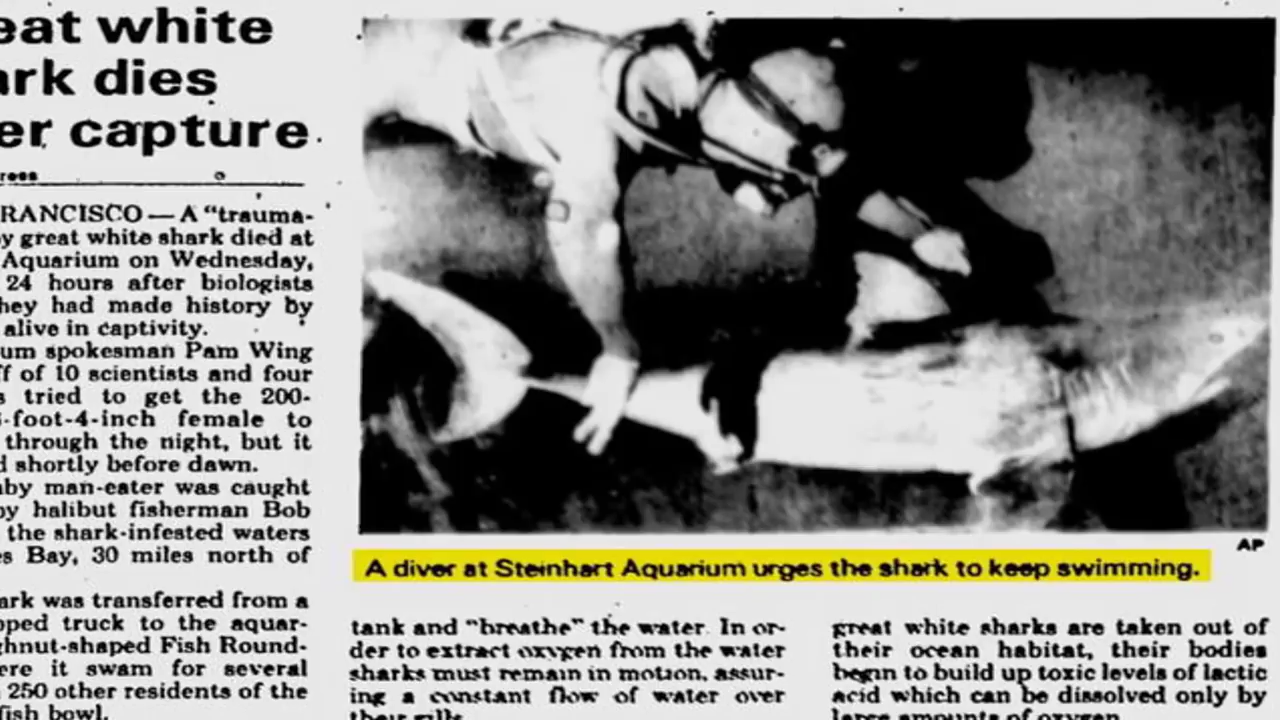 eat white
ark dies
er capture
RANCISCO — A “trauma-
y great white shark died at
Aquarium on Wednesday,
24 hours after biologists
hey had made history by
alive in captivity.
um spokesman Pam Wing
ff of 10 scientists and four
s tried to get the 200-
-foot-4-inch female to
through the night, but it
d shortly before dawn.
aby man-eater was caught
by halibut fisherman Bob
the shark-infested waters
es Bay, 30 miles north of
ark was transferred from a
pped truck to the aquar-
ghnut-shaped Fish Round-
ere it swam for several
250 other residents of the
fish bowl.
AP
A diver at Steinhart Aquarium urges the shark to keep swimming.
tank and “breathe” the water. In or-
der to extract oxygen from the water
sharks must remain in motion, assur-
ing a constant flow of water over
their gills
great white sharks are taken out of
their ocean habitat, their bodies
begin to build up toxic levels of lactic
acid which can be dissolved only by
large amounts of oxygen